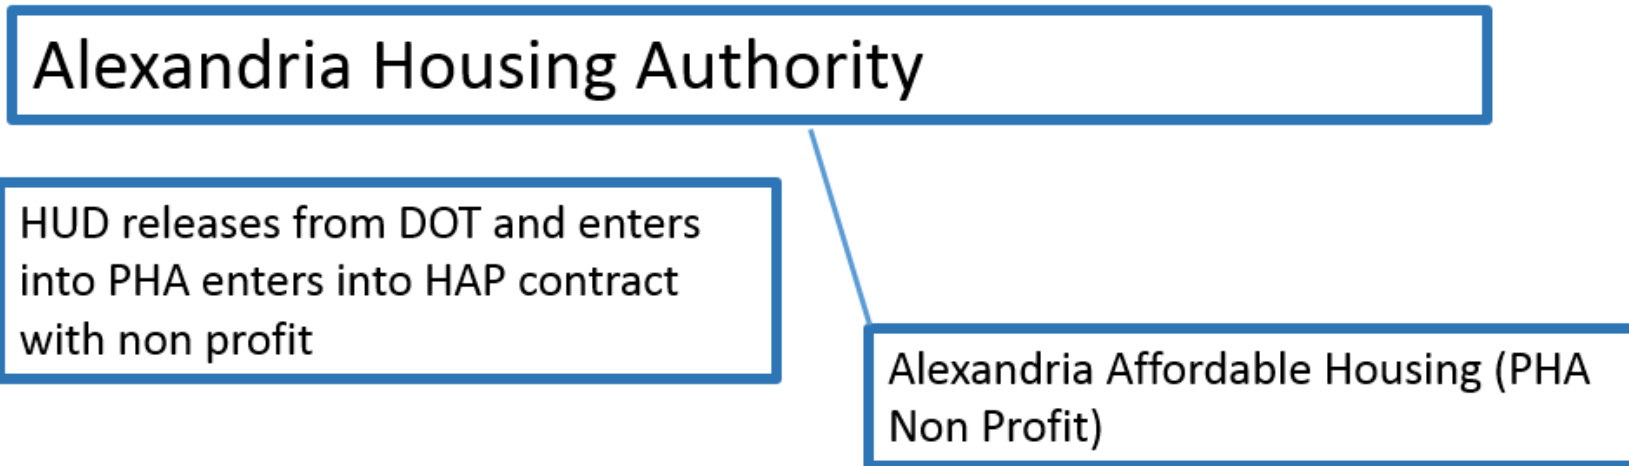 Alexandria Housing Authority
HUD releases from DOT and enters
into PHA enters into HAP contract
with non profit
Alexandria Affordable Housing (PHA
Non Profit)